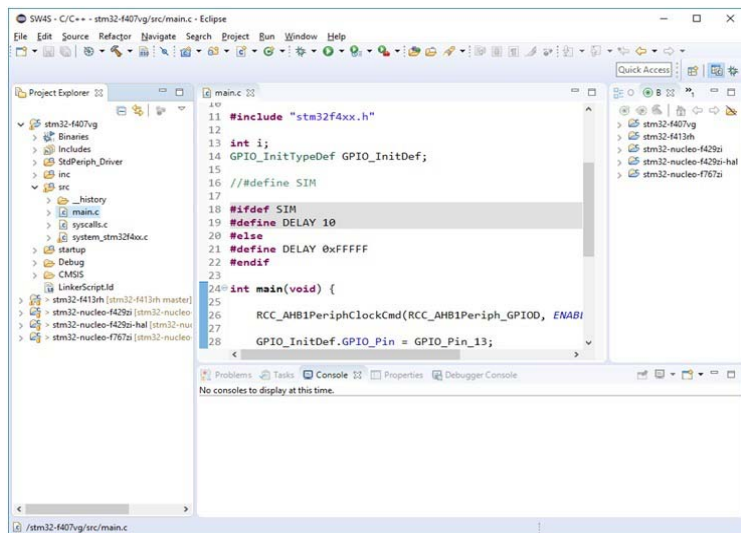 SW4S - C/C++ - stm32-f407vg/src/main.c - Eclipse
File Edit Source Refactor Navigate Search Project Run Window Help
Quick Access
Project Explorer
stm32-f407vg
Binaries
Includes
StdPeriph_Driver
inc
src
__history
main.c
syscalls.c
system_stm32f4xx.c
startup
Debug
CMSIS
LinkerScript.ld
> stm32-f413rh [stm32-f413rh master]
> stm32-nucleo-f429zi [stm32-nucleo-
> stm32-nucleo-f429zi-hal [stm32-nu
> stm32-nucleo-f767zi [stm32-nucleo-
main.c
10
11 #include "stm32f4xx.h"
12
13 int i;
14 GPIO_InitTypeDef GPIO_InitDef;
15
16 //#define SIM
17
18 #ifdef SIM
19 #define DELAY 10
20 #else
21 #define DELAY 0xFFFFF
22 #endif
23
24 int main(void) {
25
26 RCC_AHB1PeriphClockCmd(RCC_AHB1Periph_GPIOD, ENABL
27
28 GPIO_InitDef.GPIO_Pin = GPIO_Pin_13;
O B
stm32-f407vg
stm32-f413rh
stm32-nucleo-f429zi
stm32-nucleo-f429zi-hal
stm32-nucleo-f767zi
Problems Tasks Console Properties Debugger Console
No consoles to display at this time.
/stm32-f407vg/src/main.c